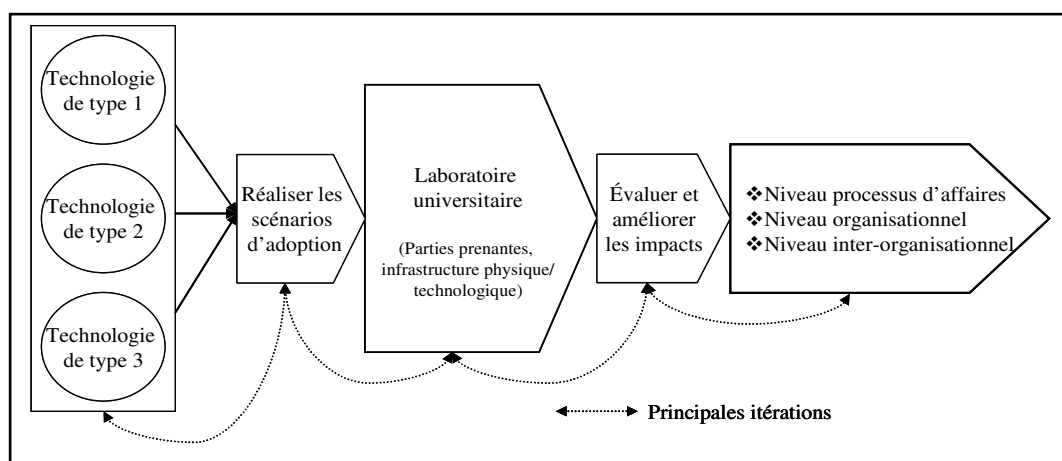 Technologie
de type 1
Technologie
de type 2
Technologie
de type 3
Réaliser les
scénarios
d'adoption
Laboratoire
universitaire
(Parties prenantes,
infrastructure physique/
technologique)
Évaluer et
améliorer
les impacts
❖Niveau processus d'affaires
❖Niveau organisationnel
❖Niveau inter-organisationnel
Principales itérations